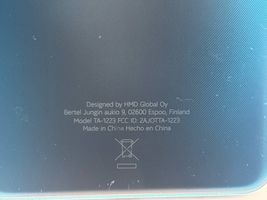 Designed by HMD Global Oy
Bertel Jungin aukio 9, 02600 Espoo, Finland
Model TA-1223 FCC ID: 2AJOTTA-1223
Made in China Hecho en China